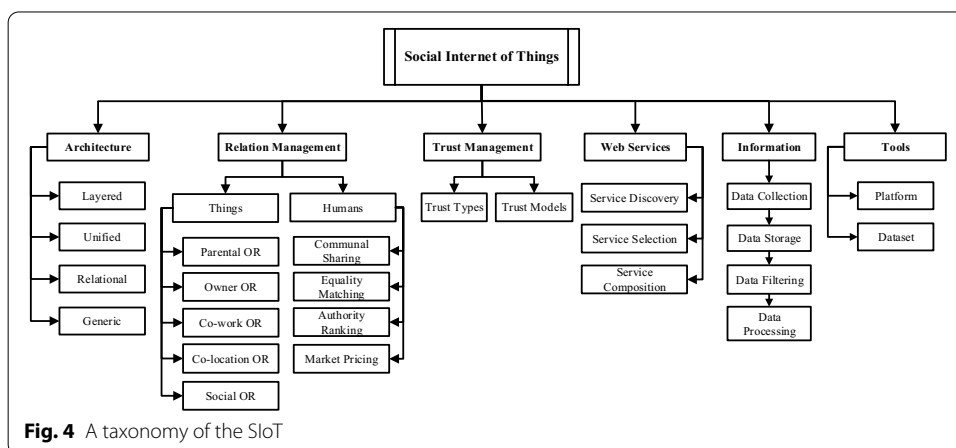 Social Internet of Things
Architecture
Relation Management
Trust Management
Web Services
Information
Tools
Layered
Unified
Relational
Generic
Things
Humans
Parental OR
Owner OR
Co-work OR
Co-location OR
Social OR
Communal
Sharing
Equality
Matching
Authority
Ranking
Market Pricing
Trust Types
Trust Models
Service Discovery
Service Selection
Service
Composition
Data Collection
Data Storage
Data Filtering
Data
Processing
Platform
Dataset
Fig. 4 A taxonomy of the SIoT